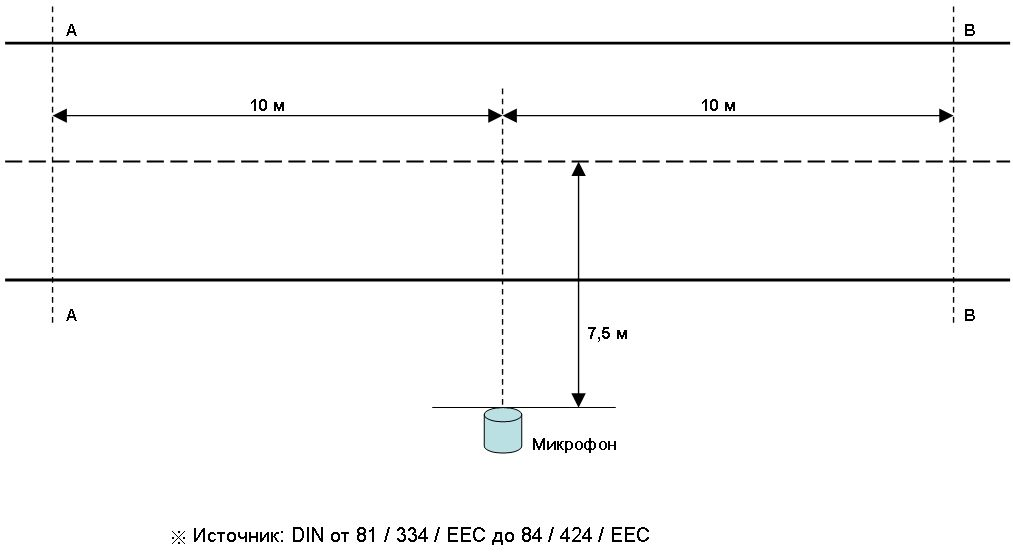 A
B
10 м
10 м
A
B
7,5 м
Микрофон
※ Источник: DIN от 81 / 334 / EEC до 84 / 424 / EEC